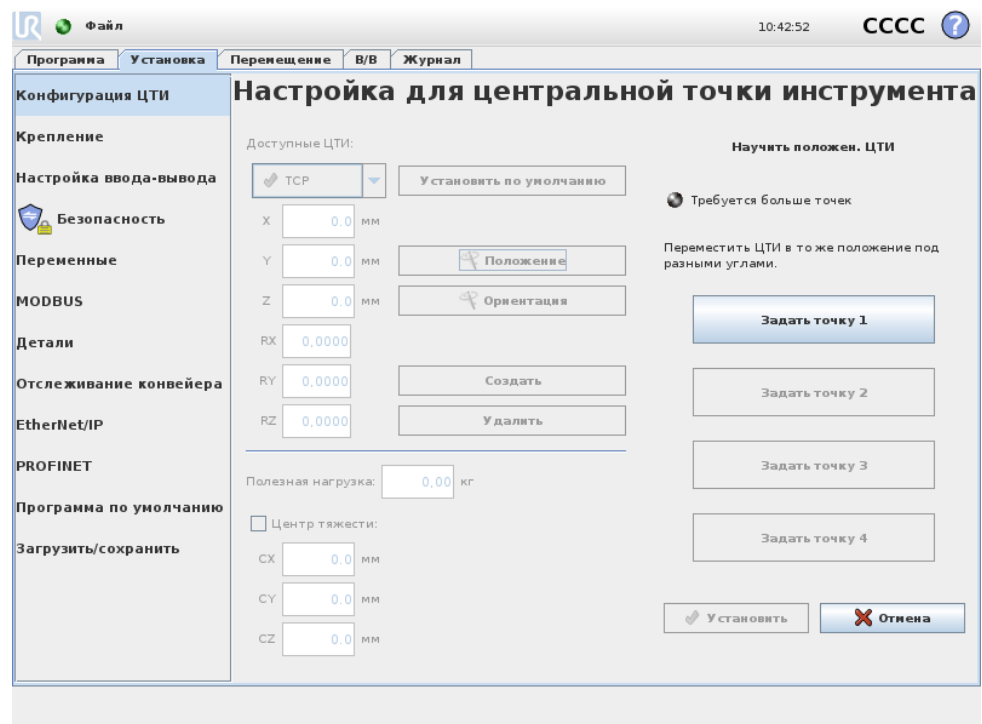 UR Файл 10:42:52 CCCC ?
Программа Установка Перемещение В/В Журнал
Конфигурация ЦТИ
Крепление
Настройка ввода-вывода
Безопасность
Переменные
MODBUS
Детали
Отслеживание конвейера
EtherNet/IP
PROFINET
Программа по умолчанию
Загрузить/сохранить
Настройка для центральной точки инструмента
Доступные ЦТИ:
TCP Установить по умолчанию
X 0.0 мм
Y 0.0 мм Положение
Z 0.0 мм Ориентация
RX 0,0000
RY 0,0000 Создать
RZ 0,0000 Удалить
Полезная нагрузка: 0,00 кг
Центр тяжести:
CX 0.0 мм
CY 0.0 мм
CZ 0.0 мм
Научить положен. ЦТИ
Требуется больше точек
Переместить ЦТИ в то же положение под
разными углами.
Задать точку 1
Задать точку 2
Задать точку 3
Задать точку 4
Установить Отмена